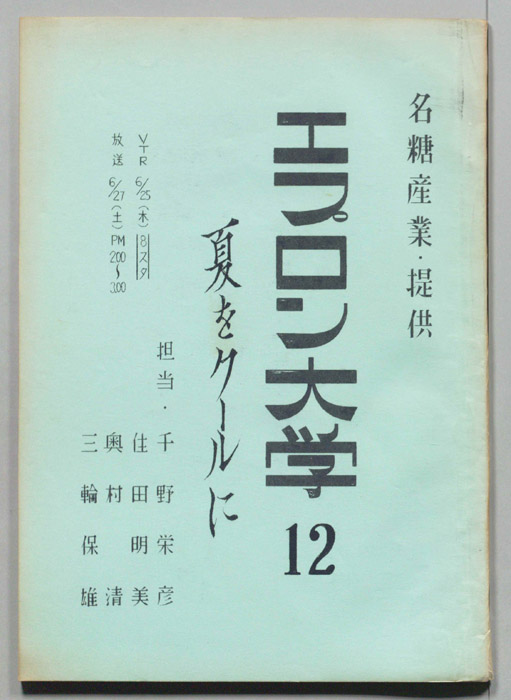 名糖産業・提供
エプロン大学
12
夏をクールに
担当・千野栄彦
住田明美
奥村清
三輪保雄
VTR 6/25(木) 8スタ
放送 6/27(土) PM 2:00〜3:00